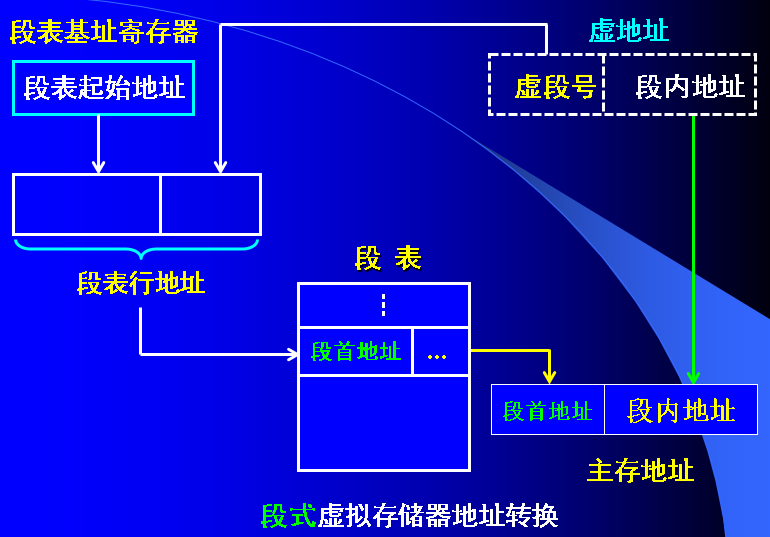 段表基址寄存器
虚地址
段表起始地址
虚段号
段内地址
段表行地址
段 表
⋮
段首地址
…
段首地址
段内地址
主存地址
段式虚拟存储器地址转换